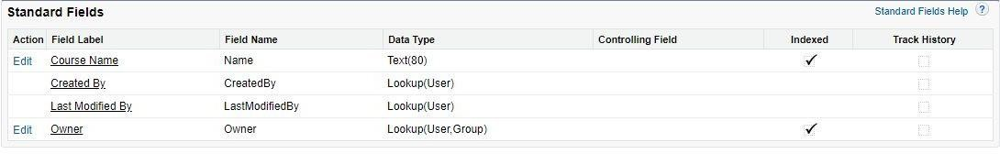 Standard Fields Standard Fields Help ?
Action Field Label Field Name Data Type Controlling Field Indexed Track History
Edit Course Name Name Text(80)
Created By CreatedBy Lookup(User)
Last Modified By LastModifiedBy Lookup(User)
Edit Owner Owner Lookup(User,Group)